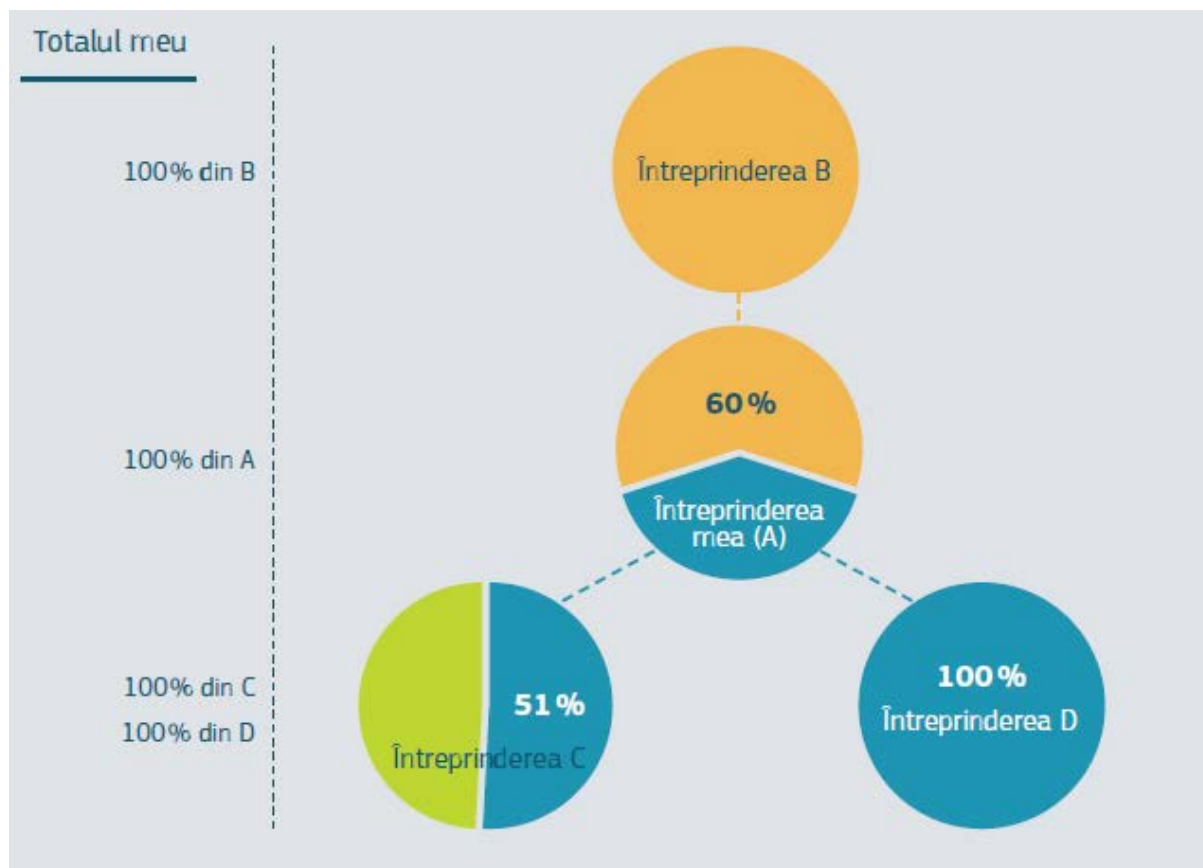 Totalul meu
100% din B
Întreprinderea B
60%
100% din A
Întreprinderea
mea (A)
100% din C
100% din D
51%
Întreprinderea C
100%
Întreprinderea D